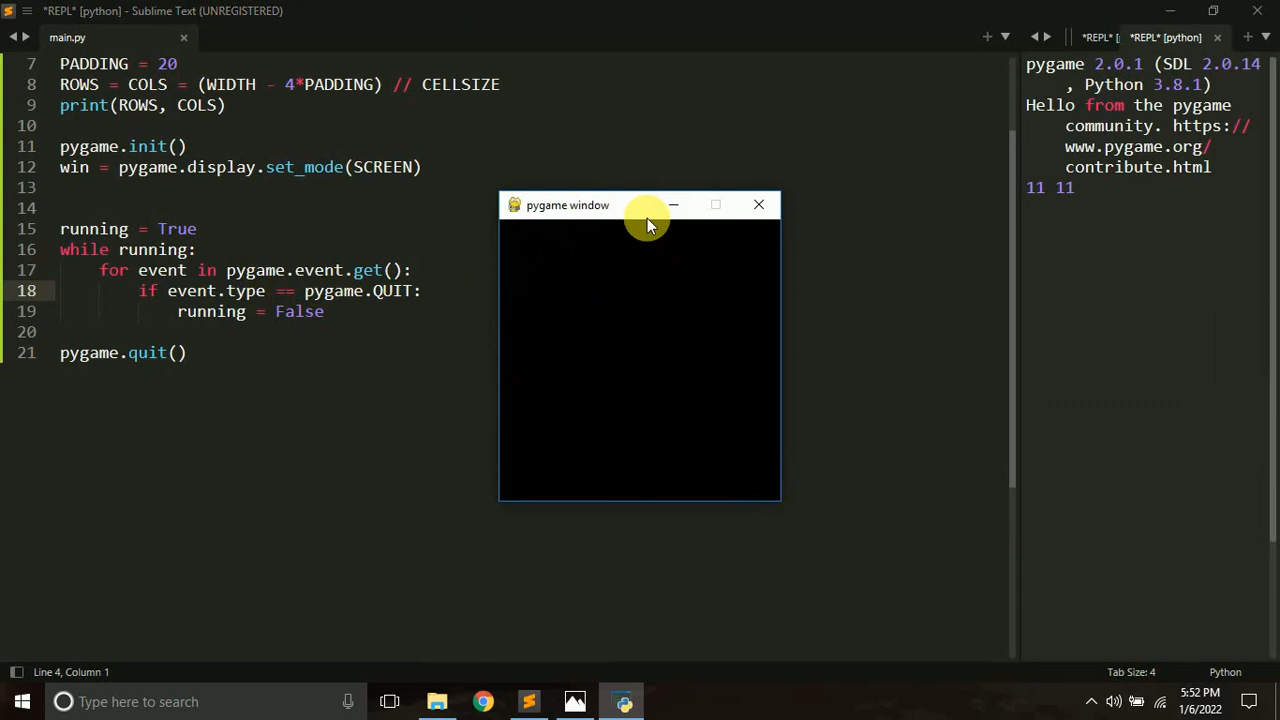 *REPL* [python] - Sublime Text (UNREGISTERED)
main.py
*REPL* [
*REPL* [python]
7 PADDING = 20
8 ROWS = COLS = (WIDTH - 4*PADDING) // CELLSIZE
9 print(ROWS, COLS)
10
11 pygame.init()
12 win = pygame.display.set_mode(SCREEN)
13
14
15 running = True
16 while running:
17 for event in pygame.event.get():
18 if event.type == pygame.QUIT:
19 running = False
20
21 pygame.quit()
pygame window
pygame 2.0.1 (SDL 2.0.14
, Python 3.8.1)
Hello from the pygame
community. https://
www.pygame.org/
contribute.html
11 11
Line 4, Column 1
Tab Size: 4
Python
Type here to search
5:52 PM
1/6/2022